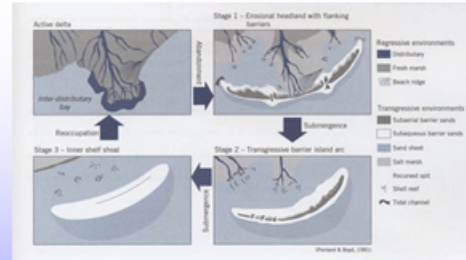 Active delta
Stage 1 – Erosional headland with flanking
barriers
Abandonment
Inter-distributary
bay
Reoccupation
Submergence
Stage 3 – Inner shelf shoal
Stage 2 – Transgressive barrier island arc
Submergence
(Penland & Boyd, 1981)
Regressive environments
Distributary
Fresh marsh
Beach ridge
Transgressive environments
Subaerial barrier sands
Subaqueous barrier sands
Sand sheet
Salt marsh
Recurved spit
Shell reef
Tidal channel